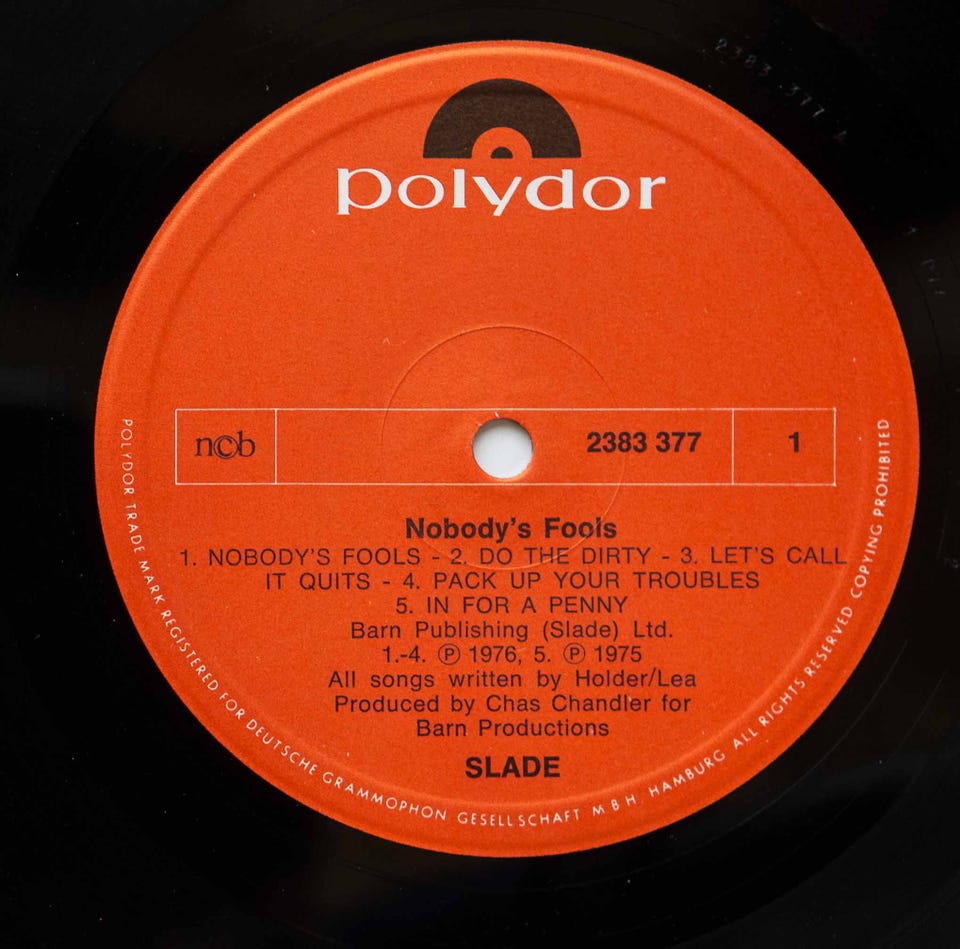 2383 377 A
polydor
ncb
2383 377
1
Nobody's Fools
1. NOBODY'S FOOLS - 2. DO THE DIRTY - 3. LET'S CALL
IT QUITS - 4. PACK UP YOUR TROUBLES
5. IN FOR A PENNY
Barn Publishing (Slade) Ltd.
1.-4. Ⓟ 1976, 5. Ⓟ 1975
All songs written by Holder/Lea
Produced by Chas Chandler for
Barn Productions
SLADE
POLYDOR TRADE MARK REGISTERED FOR DEUTSCHE GRAMMOPHON GESELLSCHAFT M B H. HAMBURG ALL RIGHTS RESERVED COPYING PROHIBITED